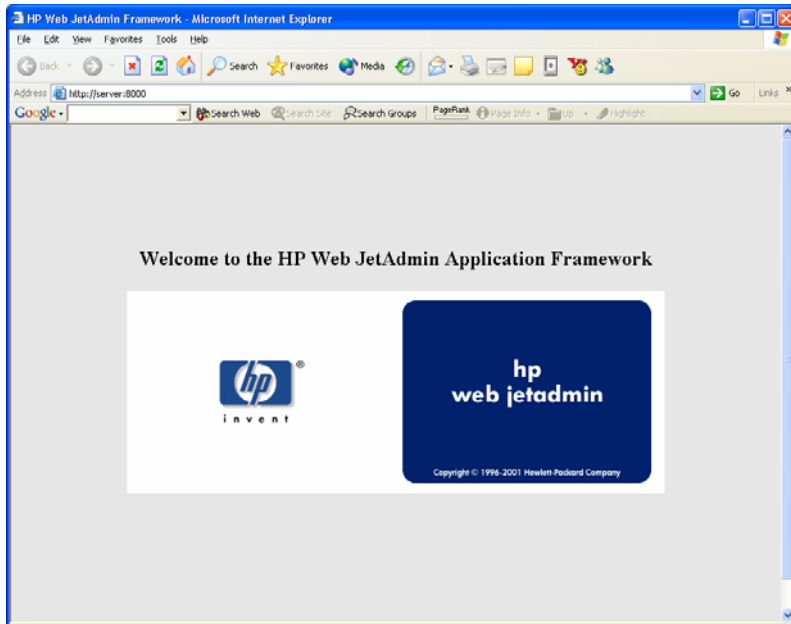 HP Web JetAdmin Framework - Microsoft Internet Explorer
File Edit View Favorites Tools Help
Back Search Favorites Media
Address http://server:8000 Go Links »
Google Search Web Search Site Search Groups PageRank Page Info Up Highlight
Welcome to the HP Web JetAdmin Application Framework
hp ®
invent
hp
web jetadmin
Copyright © 1996-2001 Hewlett-Packard Company